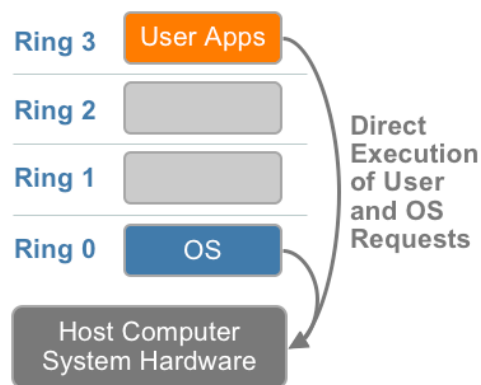 Ring 3
User Apps
Ring 2
Ring 1
Ring 0
OS
Direct
Execution
of User
and OS
Requests
Host Computer
System Hardware